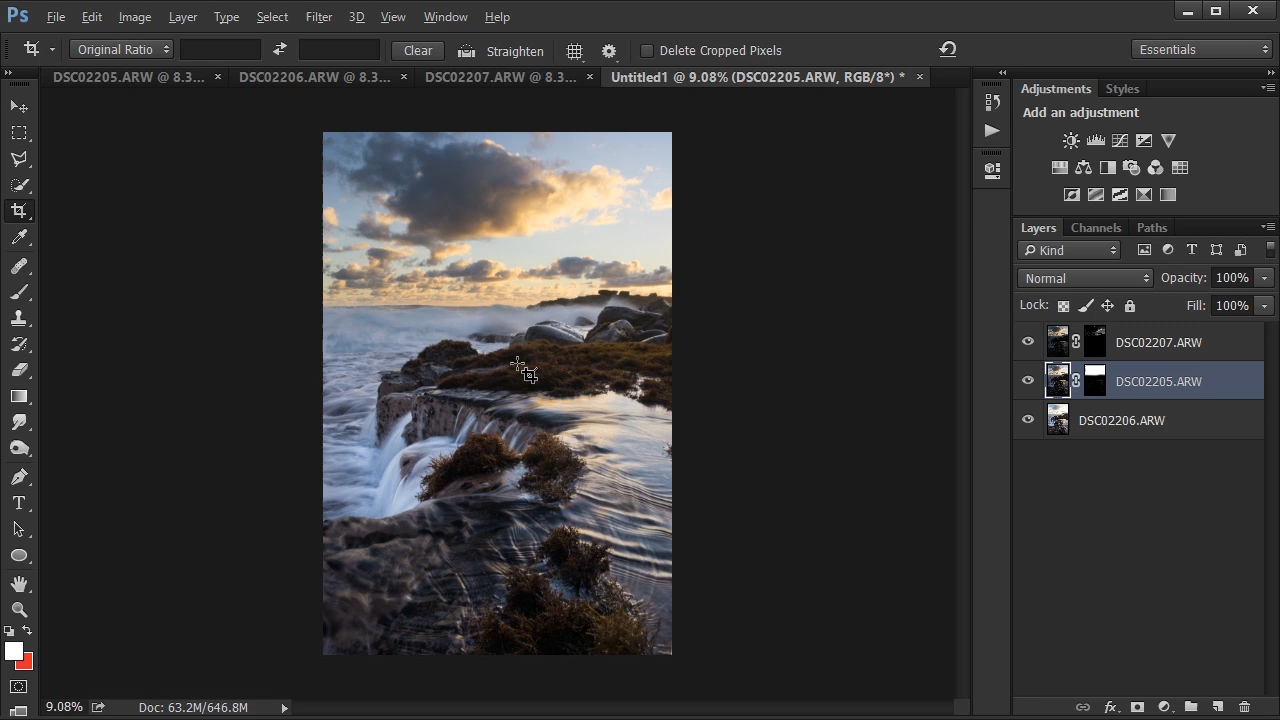 Ps File Edit Image Layer Type Select Filter 3D View Window Help
Original Ratio Clear Straighten Delete Cropped Pixels Essentials
DSC02205.ARW @ 8.3... × DSC02206.ARW @ 8.3... × DSC02207.ARW @ 8.3... × Untitled1 @ 9.08% (DSC02205.ARW, RGB/8*) * ×
Adjustments Styles
Add an adjustment
Layers Channels Paths
Kind
Normal Opacity: 100%
Lock: Fill: 100%
DSC02207.ARW
DSC02205.ARW
DSC02206.ARW
9.08% Doc: 63.2M/646.8M